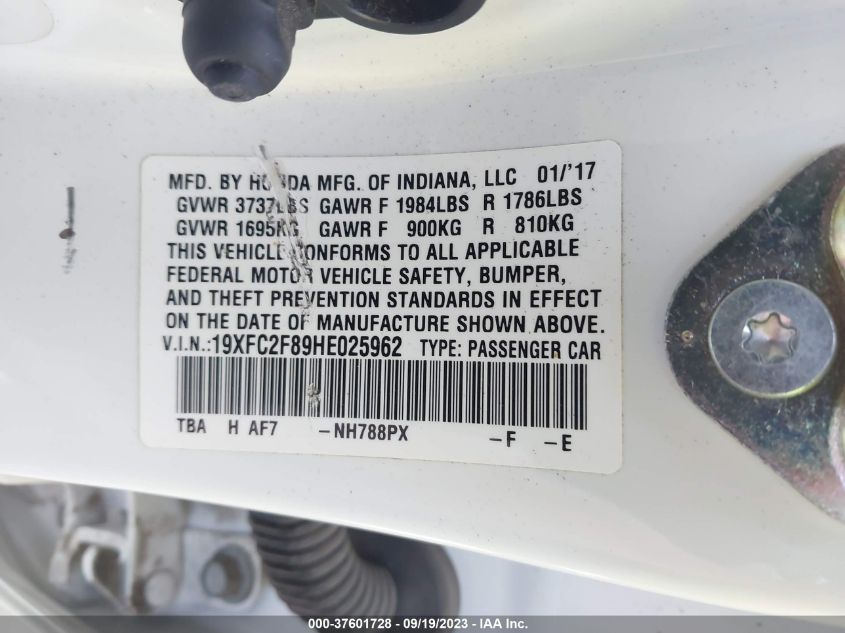 MFD. BY HONDA MFG. OF INDIANA, LLC 01/'17
GVWR 3737LBS GAWR F 1984LBS R 1786LBS
GVWR 1695KG GAWR F 900KG R 810KG
THIS VEHICLE CONFORMS TO ALL APPLICABLE
FEDERAL MOTOR VEHICLE SAFETY, BUMPER,
AND THEFT PREVENTION STANDARDS IN EFFECT
ON THE DATE OF MANUFACTURE SHOWN ABOVE.
V.I.N.:19XFC2F89HE025962 TYPE: PASSENGER CAR
TBA H AF7 -NH788PX -F -E
000-37601728 - 09/19/2023 - IAA Inc.